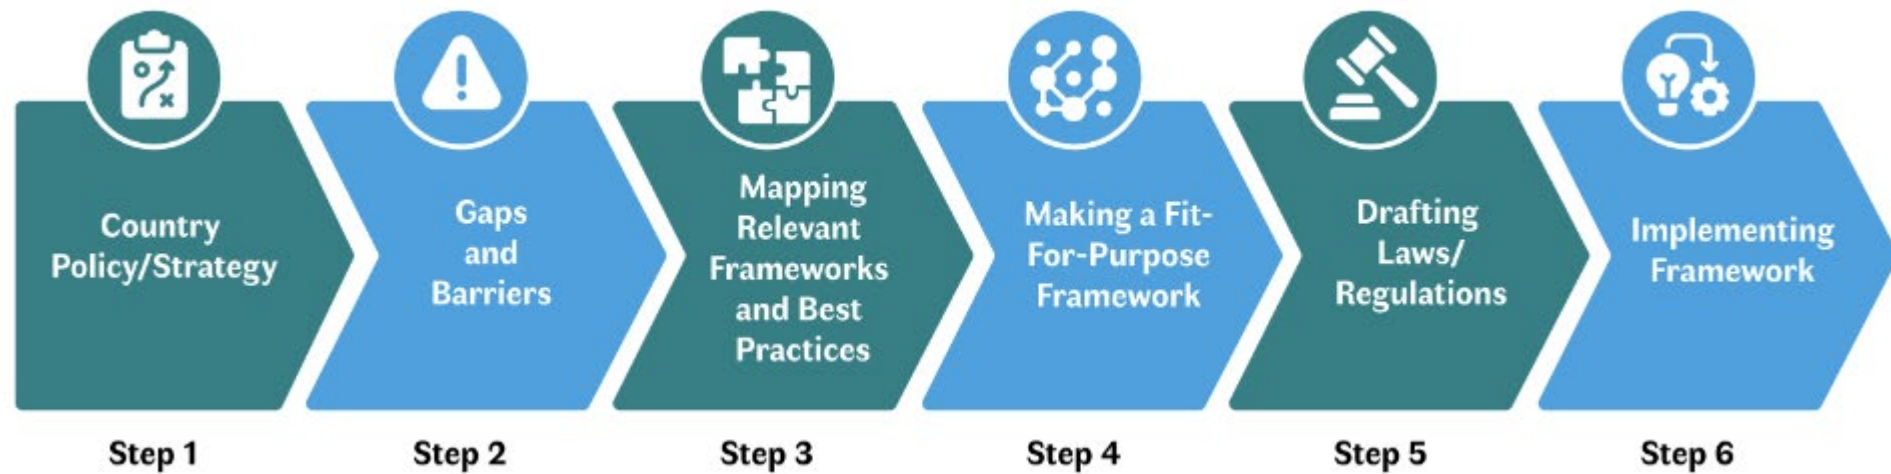 Country
Policy/Strategy
Gaps
and
Barriers
Mapping
Relevant
Frameworks
and Best
Practices
Making a Fit-
For-Purpose
Framework
Drafting
Laws/
Regulations
Implementing
Framework
Step 1
Step 2
Step 3
Step 4
Step 5
Step 6